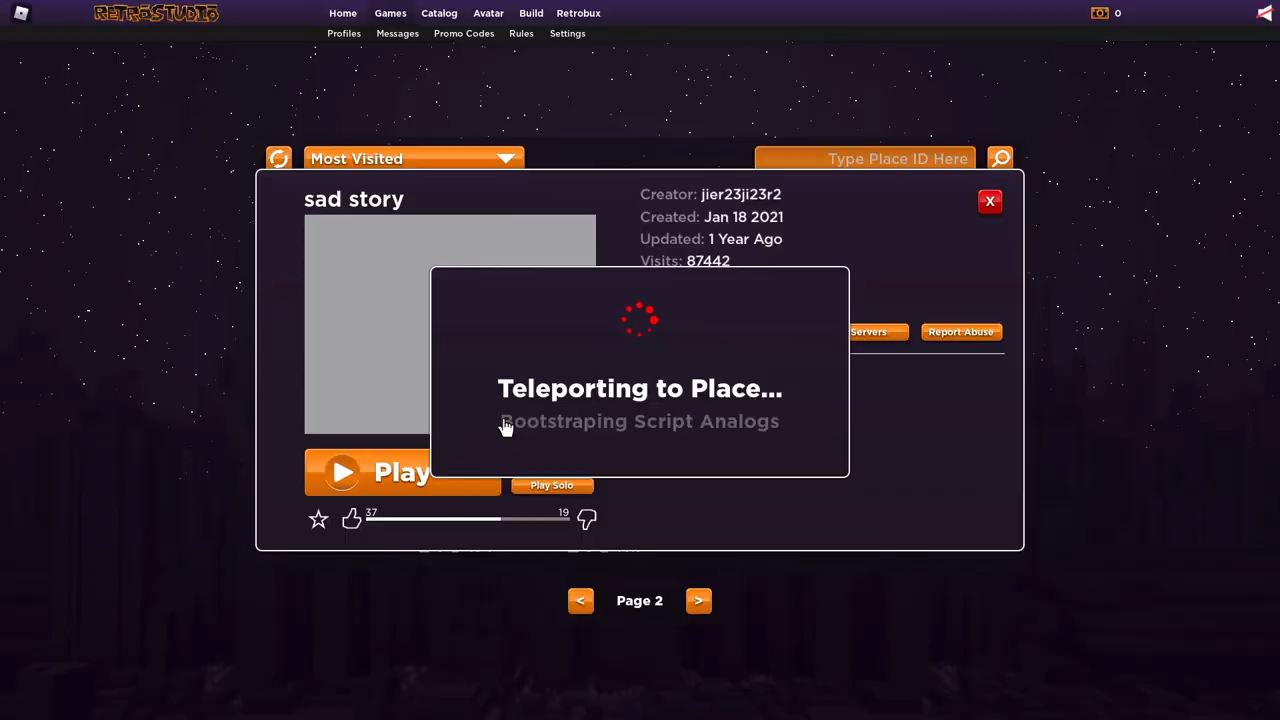 RETROSTUDIO
Home Games Catalog Avatar Build Retrobux
0
Profiles Messages Promo Codes Rules Settings
Most Visited
Type Place ID Here
sad story
Creator: jier23ji23r2
Created: Jan 18 2021
Updated: 1 Year Ago
Visits: 87442
X
Servers
Report Abuse
Teleporting to Place...
Bootstraping Script Analogs
Play
Play Solo
37
19
< Page 2 >